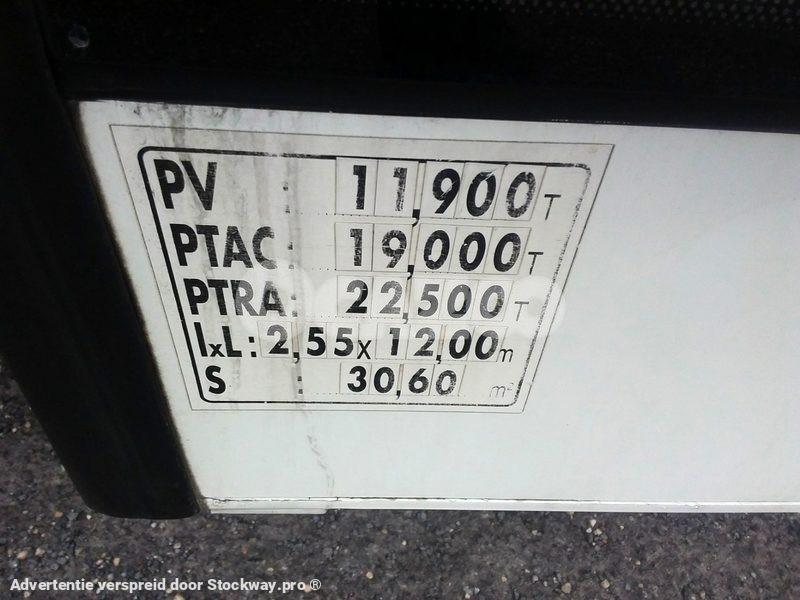 PV : 11,900 T
PTAC : 19,000 T
PTRA : 22,500 T
lxL : 2,55 x 12,00 m
S : 30,60 m²
Advertentie verspreid door Stockway.pro ®